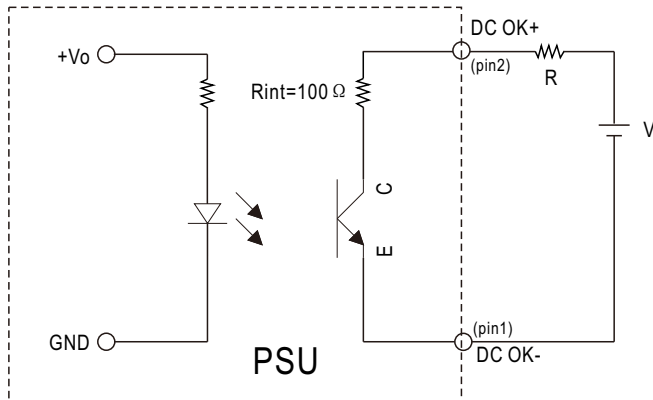 DC OK+
+Vo
(pin2)
R
Rint=100 Ω
V
C
E
(pin1)
GND
DC OK-
PSU